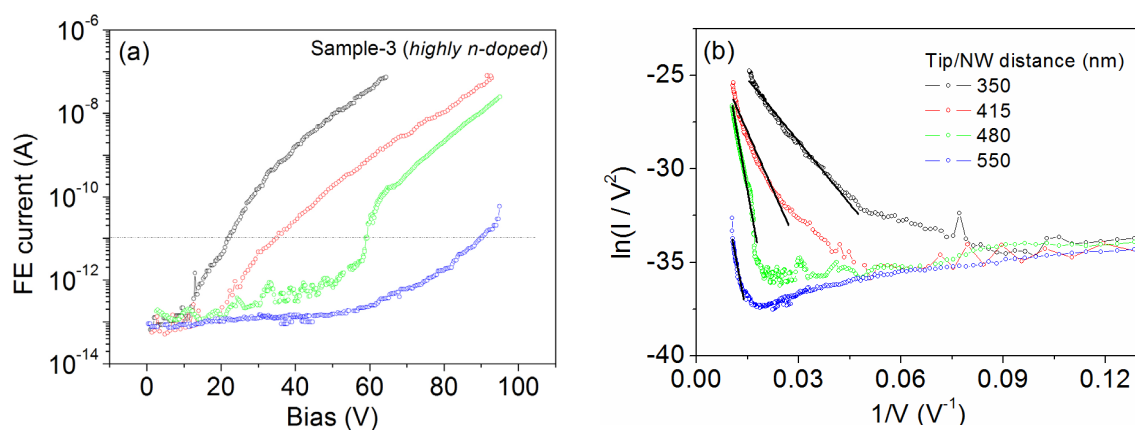 (a)
Sample-3 (highly n-doped)
FE current (A)
10⁻⁶
10⁻⁸
10⁻¹⁰
10⁻¹²
10⁻¹⁴
0 20 40 60 80 100
Bias (V)
(b)
Tip/NW distance (nm)
350
415
480
550
ln(I / V²)
-25
-30
-35
-40
0.00 0.03 0.06 0.09 0.12
1/V (V⁻¹)